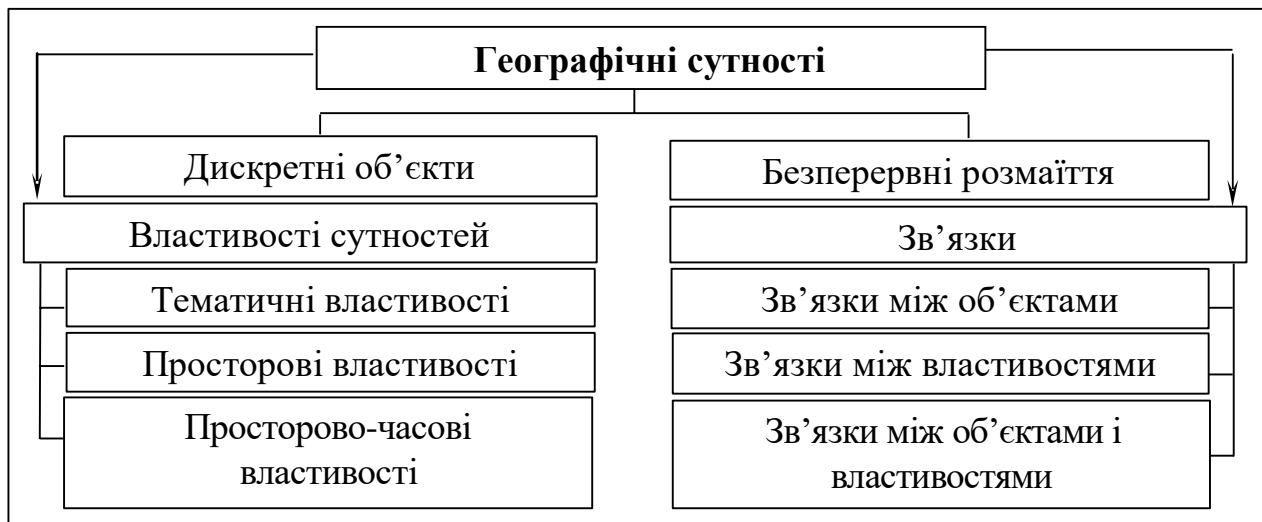 Географічні сутності
Дискретні об’єкти
Безперервні розмаїття
Властивості сутностей
Зв’язки
Тематичні властивості
Зв’язки між об’єктами
Просторові властивості
Зв’язки між властивостями
Просторово-часові
властивості
Зв’язки між об’єктами і
властивостями